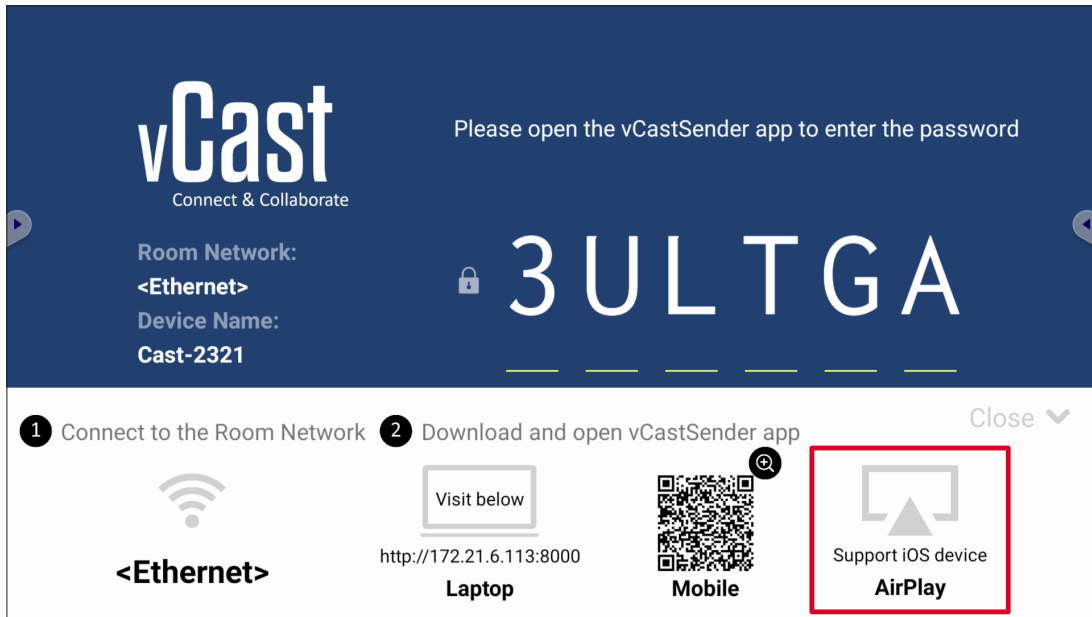 vCast
Connect & Collaborate
Please open the vCastSender app to enter the password
Room Network:
<Ethernet>
Device Name:
Cast-2321
3ULTGA
Close
1 Connect to the Room Network
2 Download and open vCastSender app
Visit below
http://172.21.6.113:8000
Laptop
Mobile
Support iOS device
AirPlay
<Ethernet>